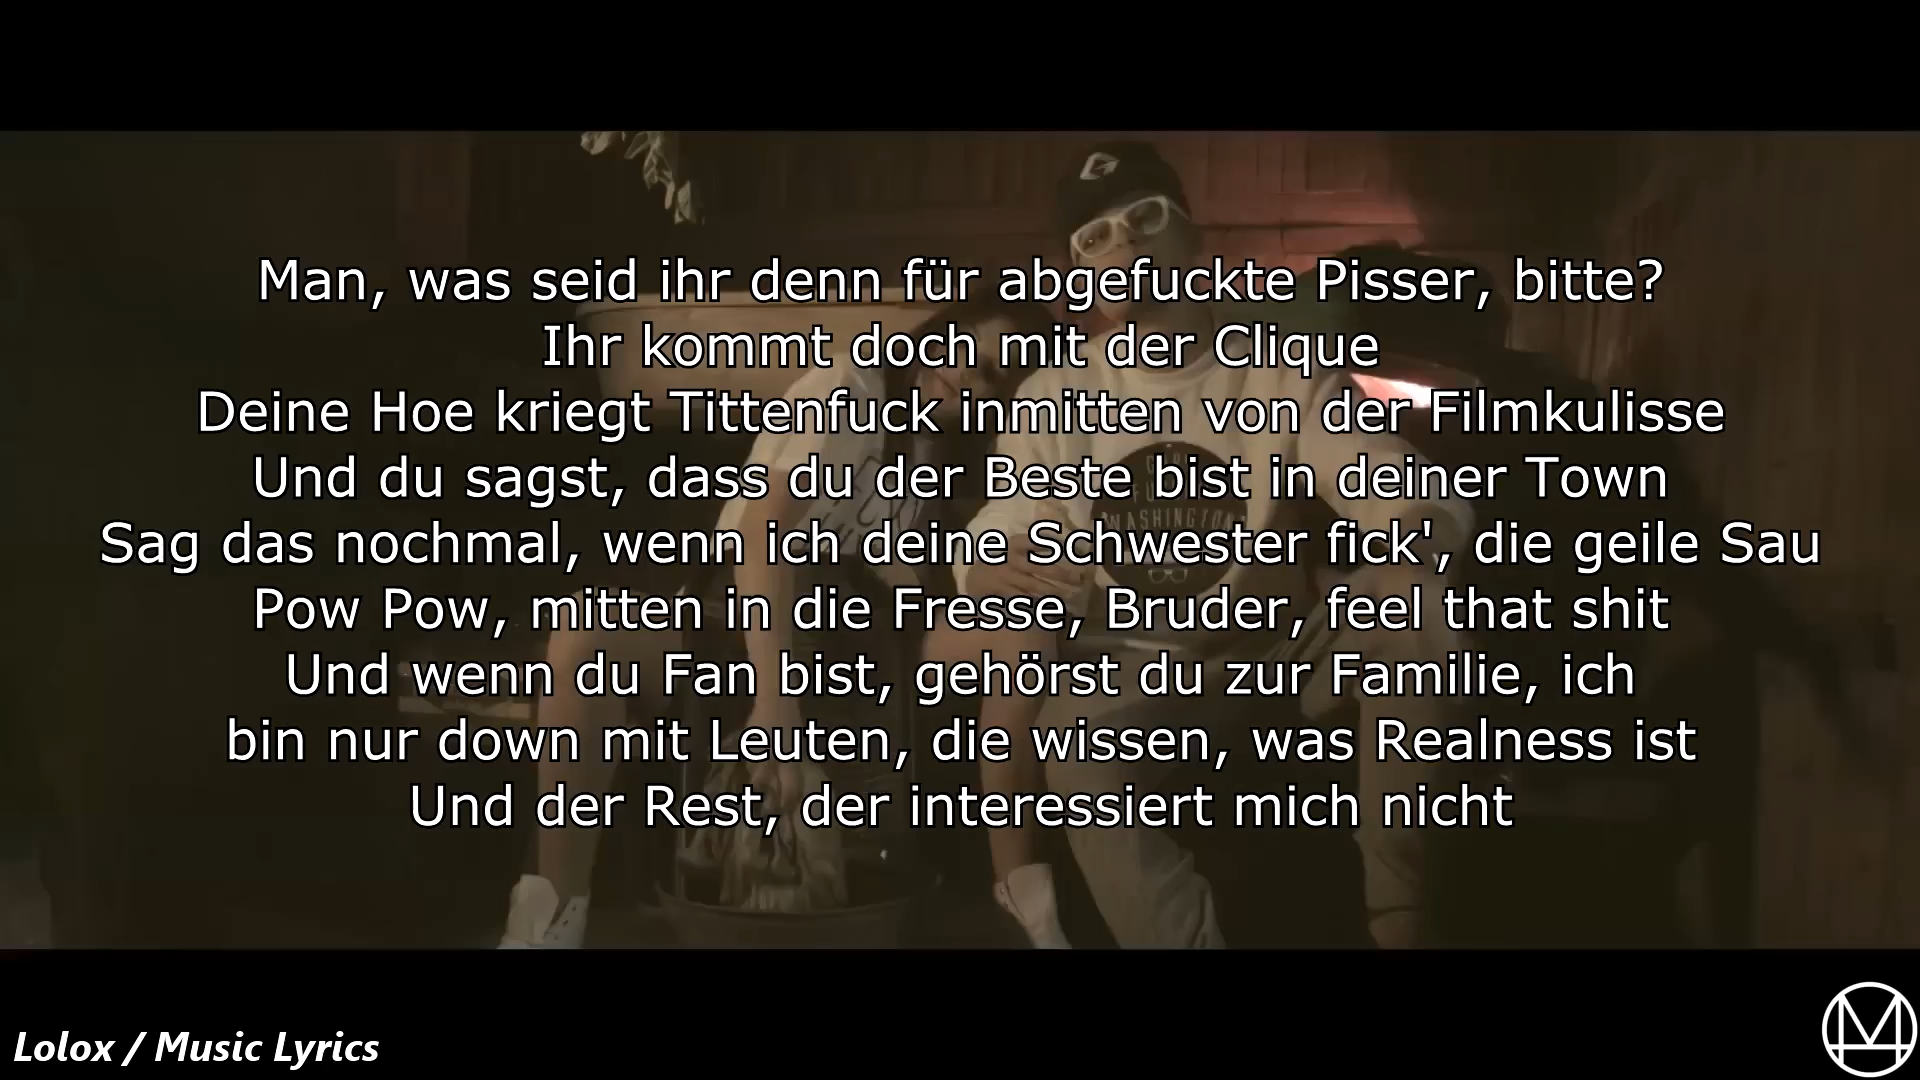 Man, was seid ihr denn für abgefuckte Pisser, bitte?
Ihr kommt doch mit der Clique
Deine Hoe kriegt Tittenfuck inmitten von der Filmkulisse
Und du sagst, dass du der Beste bist in deiner Town
Sag das nochmal, wenn ich deine Schwester fick', die geile Sau
Pow Pow, mitten in die Fresse, Bruder, feel that shit
Und wenn du Fan bist, gehörst du zur Familie, ich
bin nur down mit Leuten, die wissen, was Realness ist
Und der Rest, der interessiert mich nicht
WASHINGTON
Lolox / Music Lyrics